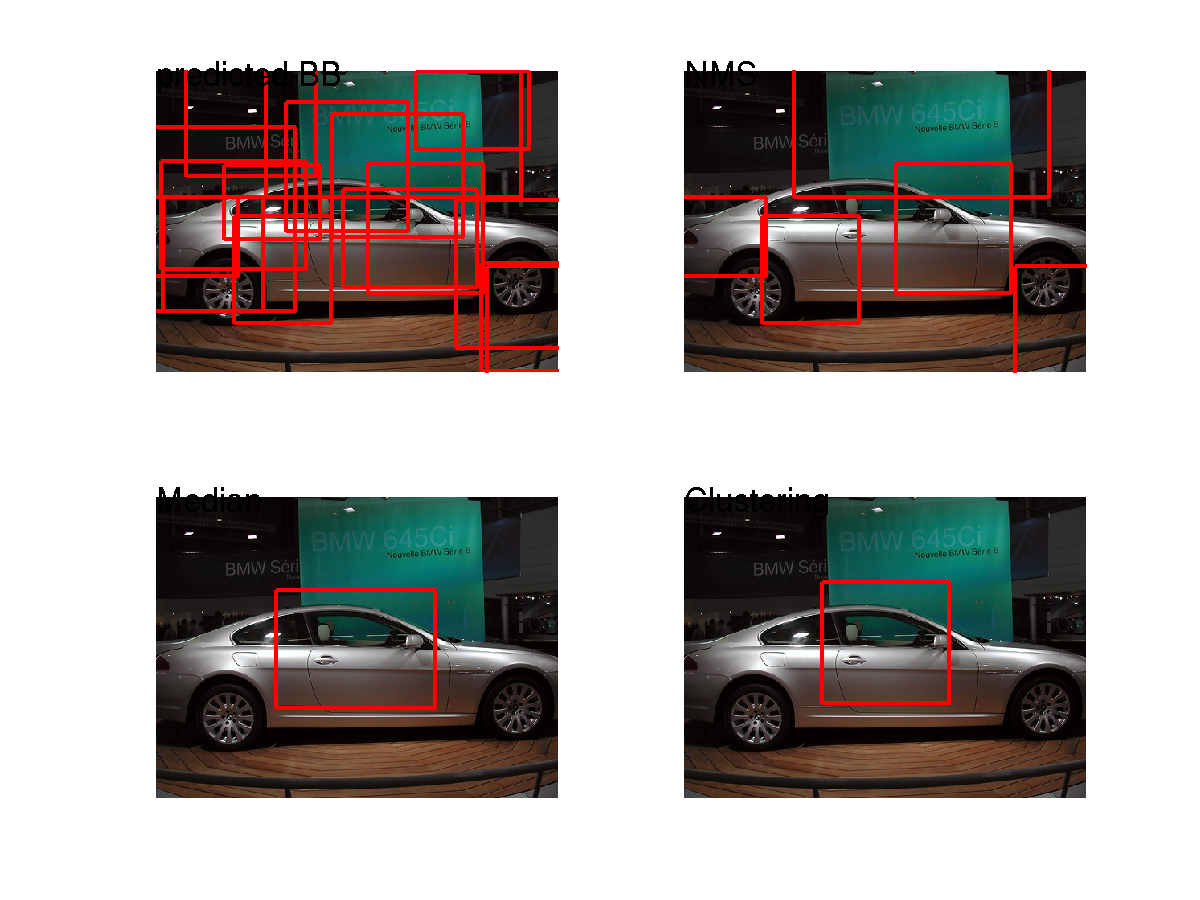 predicted BB
BMW 645Ci
Nouvelle BMW Série 6
BMW Séri
NMS
BMW 645Ci
Nouvelle BMW Série 6
BMW Séri
Median
BMW 645Ci
Nouvelle BMW Série 6
BMW Séri
Clustering
BMW 645Ci
Nouvelle BMW Série 6
BMW Séri